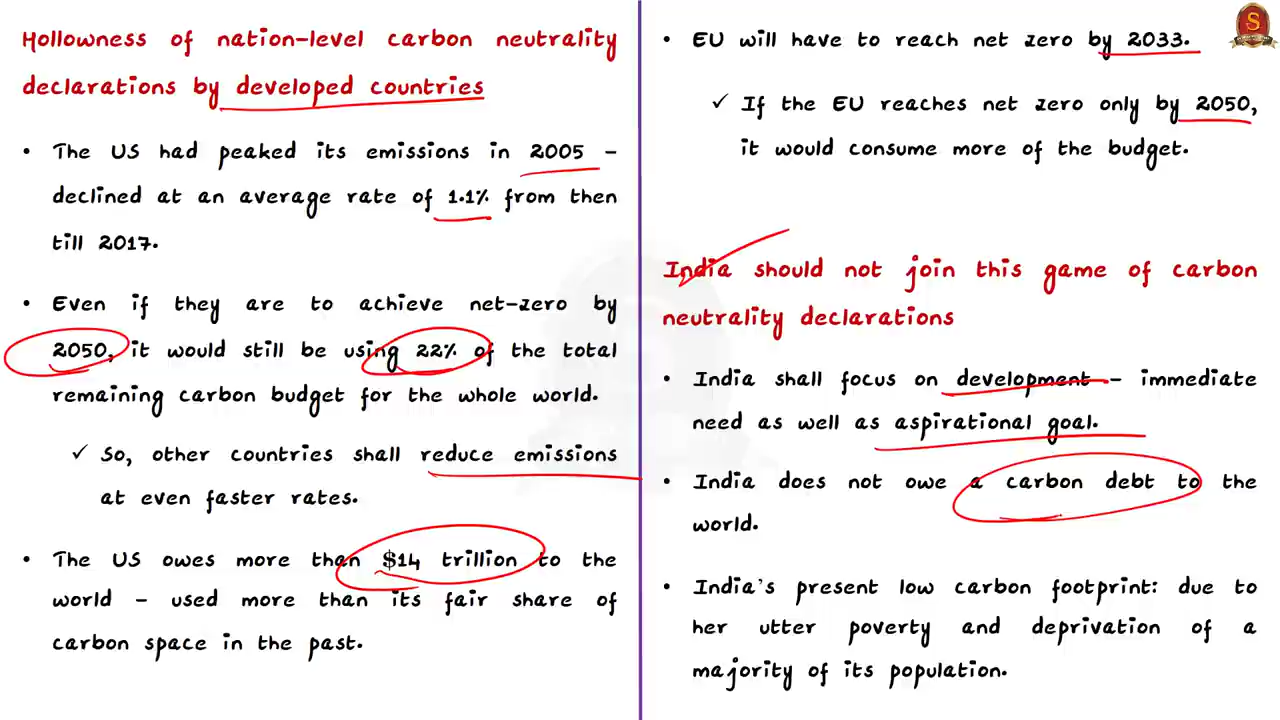 Hollowness of nation-level carbon neutrality
declarations by developed countries
• The US had peaked its emissions in 2005 –
declined at an average rate of 1.1% from then
till 2017.
• Even if they are to achieve net-zero by
2050, it would still be using 22% of the total
remaining carbon budget for the whole world.
✓ So, other countries shall reduce emissions
at even faster rates.
• The US owes more than $14 trillion to the
world – used more than its fair share of
carbon space in the past.
• EU will have to reach net zero by 2033.
✓ If the EU reaches net zero only by 2050,
it would consume more of the budget.
India should not join this game of carbon
neutrality declarations
• India shall focus on development – immediate
need as well as aspirational goal.
• India does not owe a carbon debt to the
world.
• India's present low carbon footprint: due to
her utter poverty and deprivation of a
majority of its population.
S